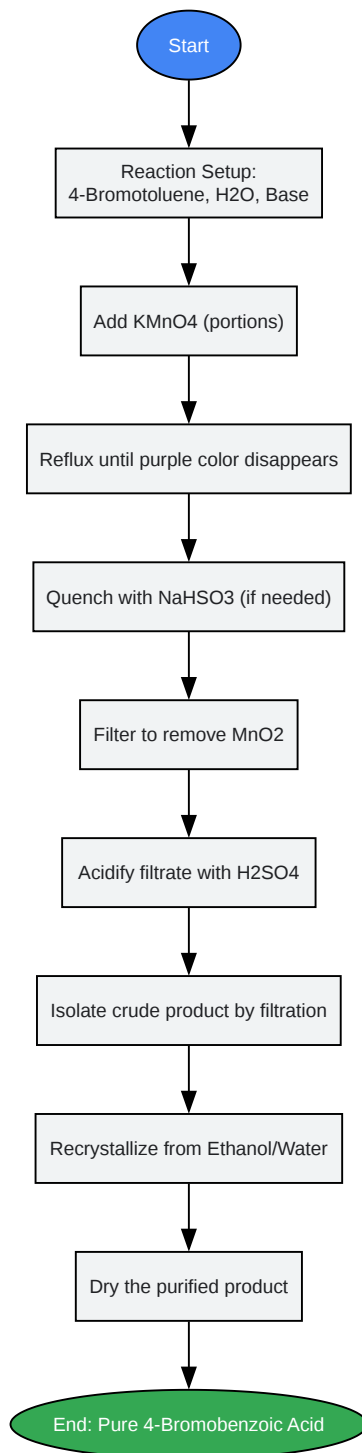 Start
Reaction Setup:
4-Bromotoluene, H2O, Base
Add KMnO4 (portions)
Reflux until purple color disappears
Quench with NaHSO3 (if needed)
Filter to remove MnO2
Acidify filtrate with H2SO4
Isolate crude product by filtration
Recrystallize from Ethanol/Water
Dry the purified product
End: Pure 4-Bromobenzoic Acid